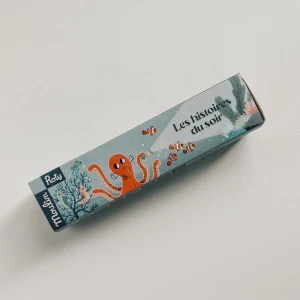 Les histoires
du soir
Moulin
Roty